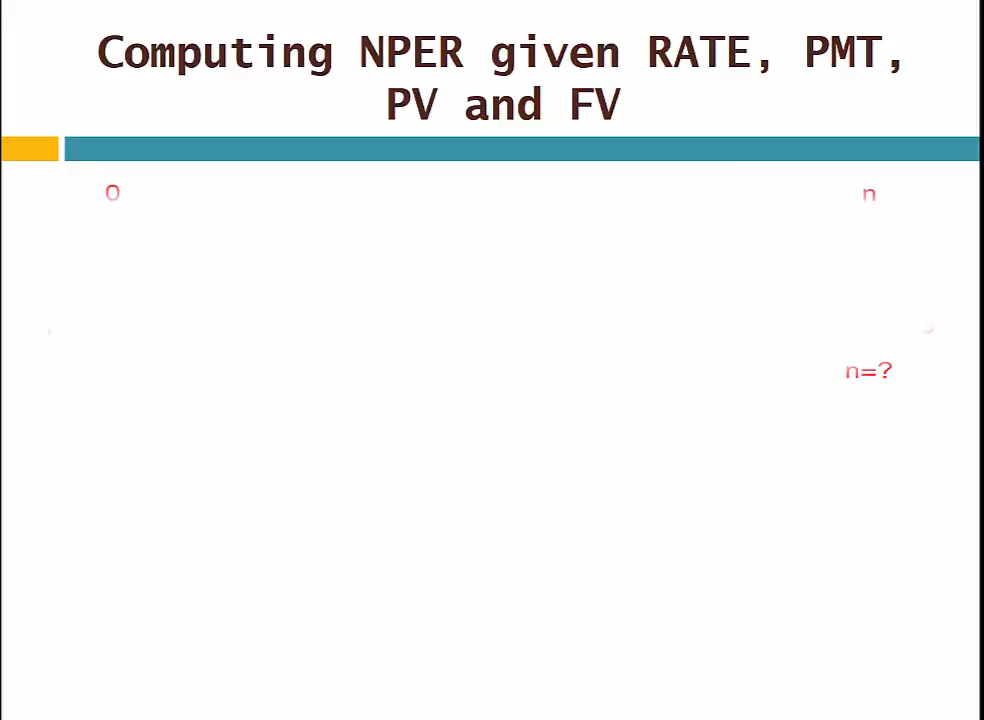 Computing NPER given RATE, PMT,
PV and FV
0 n
n=?